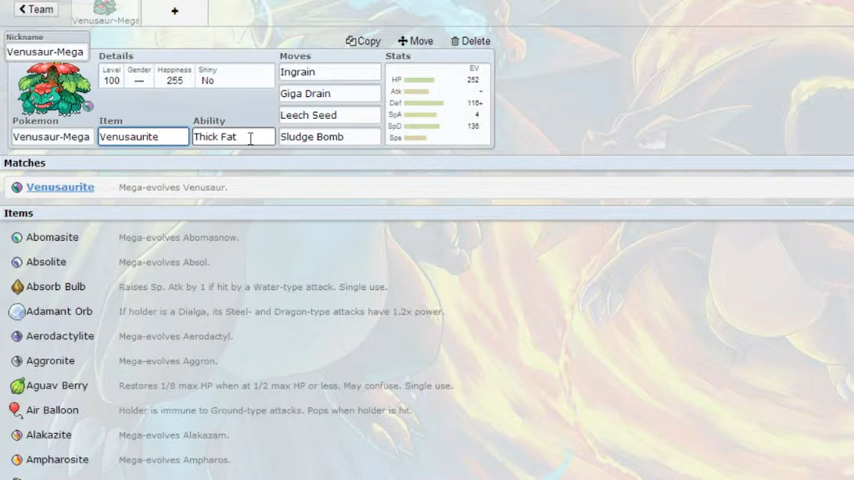 Team
Venusaur-Mega
+
Nickname
Venusaur-Mega
Copy Move Delete
Details
Level Gender Happiness Shiny
100 — 255 No
Moves
Ingrain
Giga Drain
Leech Seed
Sludge Bomb
Stats
EV
HP 252
Atk -
Def 116+
SpA 4
SpD 136
Spe
Pokemon Item Ability
Venusaur-Mega Venusaurite Thick Fat
Matches
Venusaurite Mega-evolves Venusaur.
Items
Abomasite Mega-evolves Abomasnow.
Absolite Mega-evolves Absol.
Absorb Bulb Raises Sp. Atk by 1 if hit by a Water-type attack. Single use.
Adamant Orb If holder is a Dialga, its Steel- and Dragon-type attacks have 1.2x power.
Aerodactylite Mega-evolves Aerodactyl.
Aggronite Mega-evolves Aggron.
Aguav Berry Restores 1/8 max HP when at 1/2 max HP or less. May confuse. Single use.
Air Balloon Holder is immune to Ground-type attacks. Pops when holder is hit.
Alakazite Mega-evolves Alakazam.
Ampharosite Mega-evolves Ampharos.